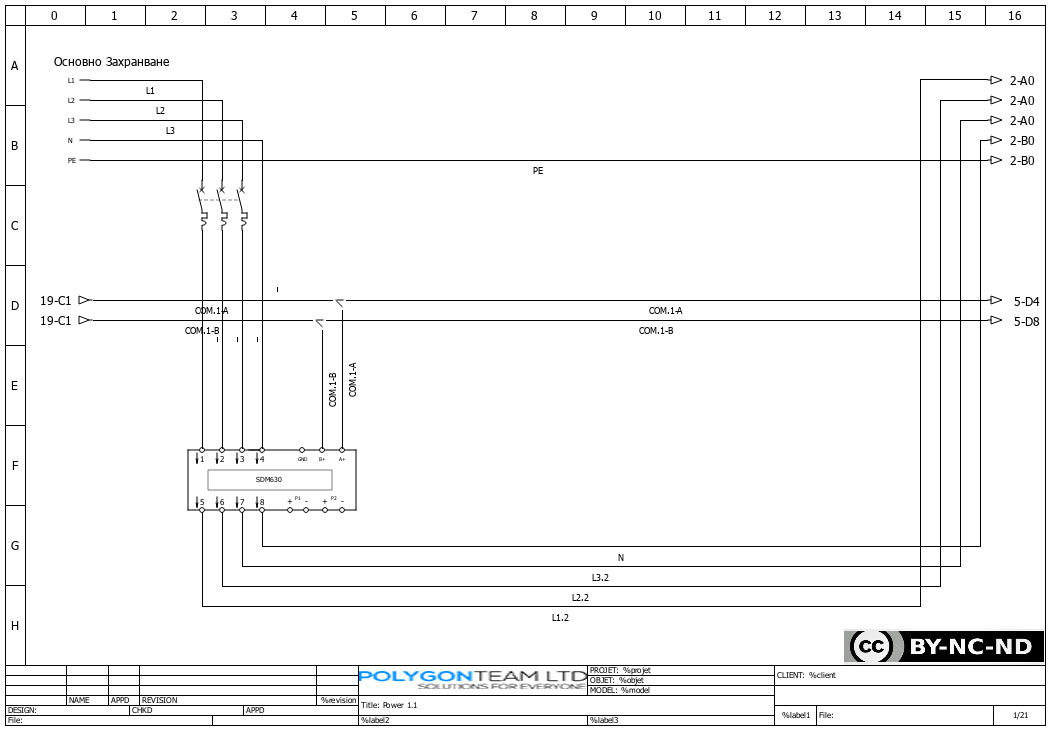 0 1 2 3 4 5 6 7 8 9 10 11 12 13 14 15 16
A
Основно Захранване
L1
2-A0
L1
L2
2-A0
L2
L3
2-A0
L3
B
N
2-B0
PE
2-B0
PE
C
D
19-C1
5-D4
COM.1-A
COM.1-A
19-C1
5-D8
COM.1-B
COM.1-B
E
COM.1-B
COM.1-A
F
1 2 3 4 GND B+ A+
SDM630
5 6 7 8 + P1 - + P2 -
G
N
L3.2
L2.2
H
L1.2
cc BY-NC-ND
POLYGONTEAM LTD
SOLUTIONS FOR EVERYONE
PROJET: %projet
OBJET: %objet
MODEL: %model
CLIENT: %client
NAME APPD REVISION %revision
Title: Power 1.1
DESIGN: CHKD APPD
File:
%label2 %label3
%label1 File: 1/21